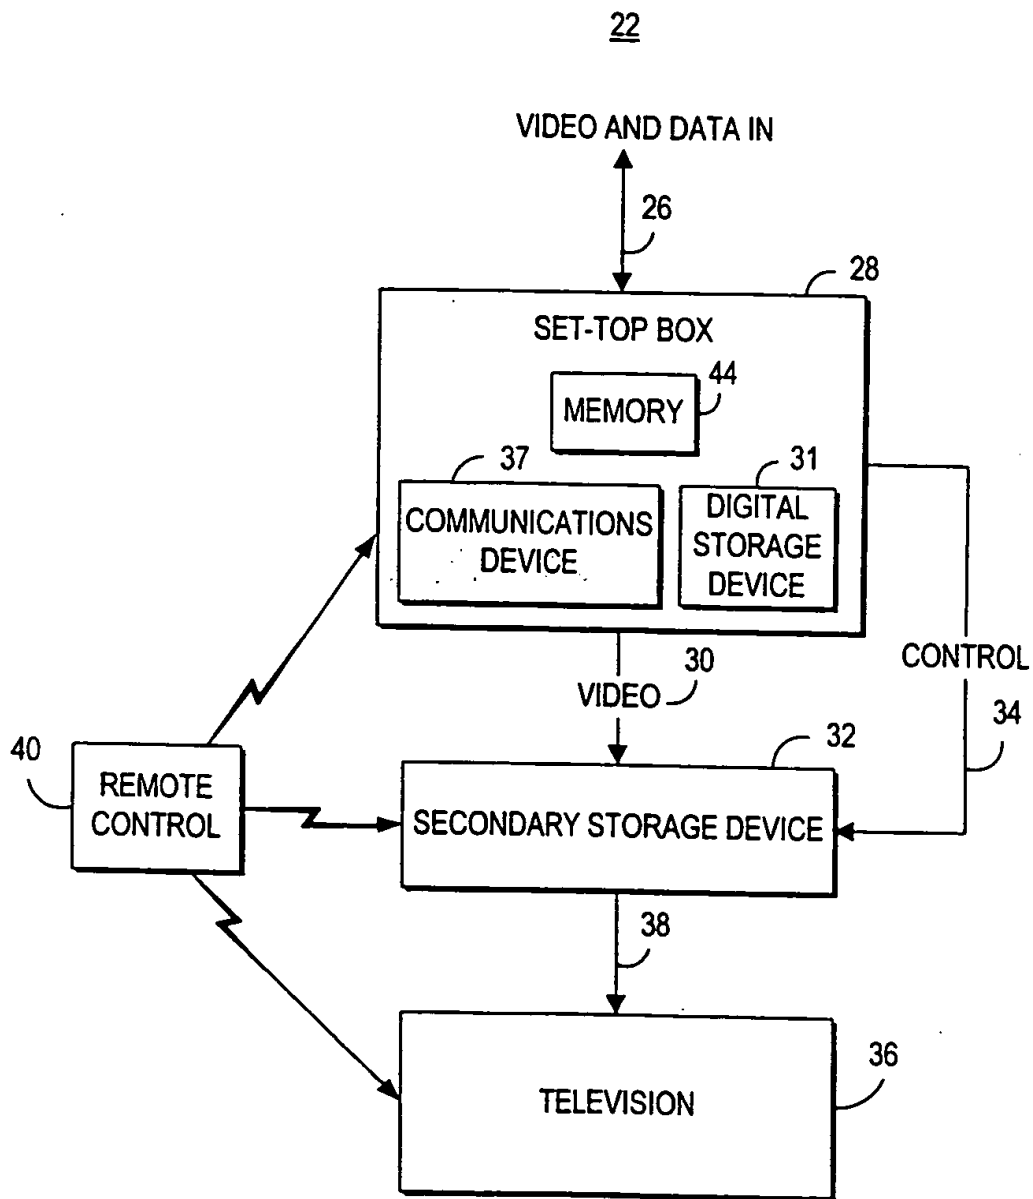 22
VIDEO AND DATA IN
26
28
SET-TOP BOX
44
MEMORY
37
31
COMMUNICATIONS
DEVICE
DIGITAL
STORAGE
DEVICE
30
VIDEO
CONTROL
34
40
REMOTE
CONTROL
32
SECONDARY STORAGE DEVICE
38
36
TELEVISION